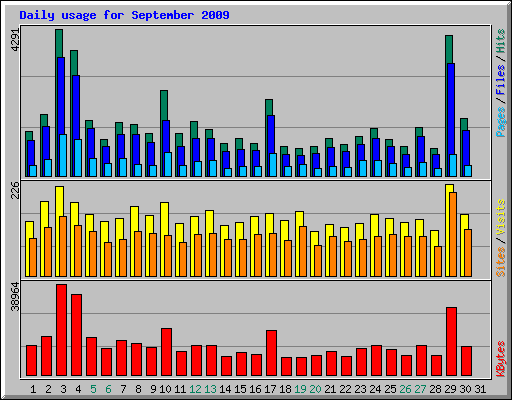 Daily usage for September 2009
4291
Pages / Files / Hits
226
Sites / Visits
38964
KBytes
1 2 3 4 5 6 7 8 9 10 11 12 13 14 15 16 17 18 19 20 21 22 23 24 25 26 27 28 29 30 31